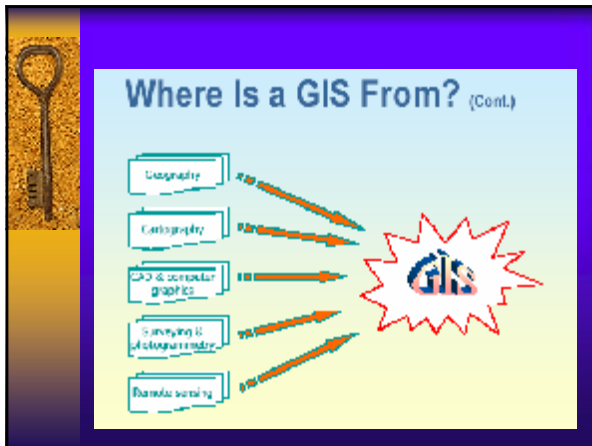 Where Is a GIS From? (Cont.)
Geography
Cartography
CAD & computer
graphics
Surveying &
photogrammetry
Remote sensing
GIS